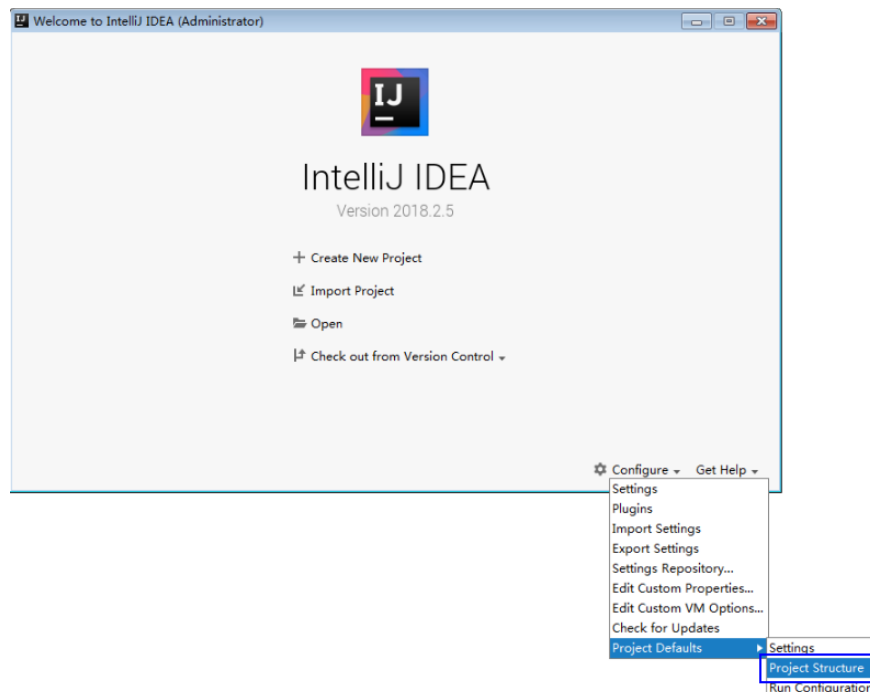 Welcome to IntelliJ IDEA (Administrator)
IJ
IntelliJ IDEA
Version 2018.2.5
Create New Project
Import Project
Open
Check out from Version Control
Configure Get Help
Settings
Plugins
Import Settings
Export Settings
Settings Repository...
Edit Custom Properties...
Edit Custom VM Options...
Check for Updates
Project Defaults
Settings
Project Structure
Run Configuration